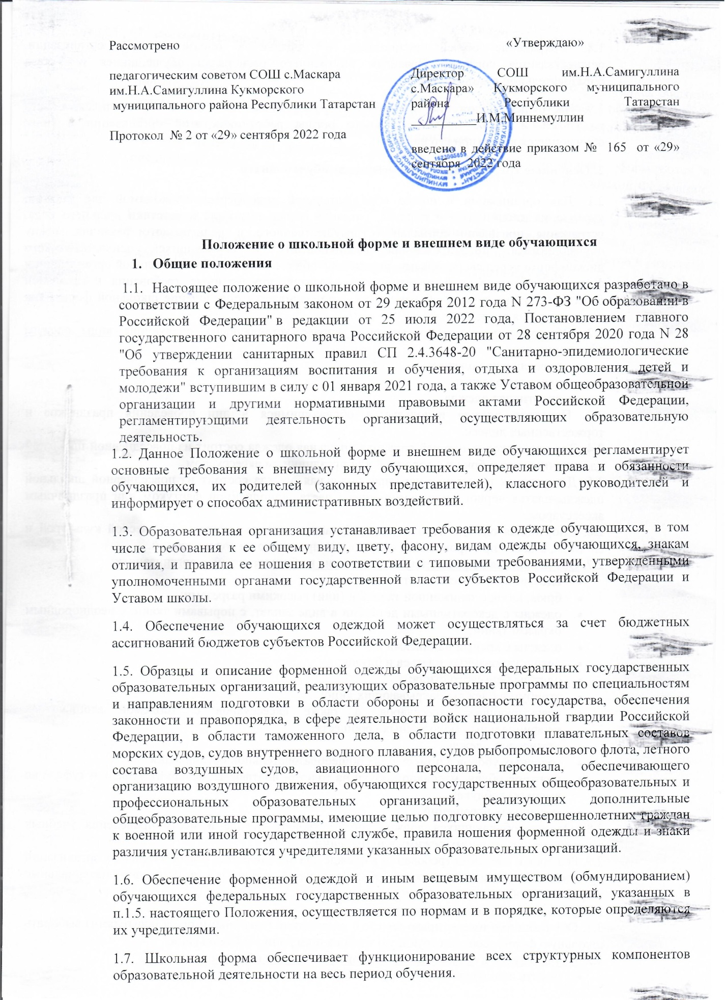 Рассмотрено
педагогическим советом СОШ с.Маскара
им.Н.А.Самигуллина Кукморского
муниципального района Республики Татарстан
Протокол № 2 от «29» сентября 2022 года
«Утверждаю»
Директор СОШ им.Н.А.Самигуллина
с.Маскара» Кукморского муниципального
района Республики Татарстан
__________И.М.Миннемуллин
введено в действие приказом № 165 от «29»
сентября 2022 года
1623005859
Положение о школьной форме и внешнем виде обучающихся
1. Общие положения
1.1. Настоящее положение о школьной форме и внешнем виде обучающихся разработано в
соответствии с Федеральным законом от 29 декабря 2012 года N 273-ФЗ "Об образовании в
Российской Федерации" в редакции от 25 июля 2022 года, Постановлением главного
государственного санитарного врача Российской Федерации от 28 сентября 2020 года N 28
"Об утверждении санитарных правил СП 2.4.3648-20 "Санитарно-эпидемиологические
требования к организациям воспитания и обучения, отдыха и оздоровления детей и
молодежи" вступившим в силу с 01 января 2021 года, а также Уставом общеобразовательной
организации и другими нормативными правовыми актами Российской Федерации,
регламентирующими деятельность организаций, осуществляющих образовательную
деятельность.
1.2. Данное Положение о школьной форме и внешнем виде обучающихся регламентирует
основные требования к внешнему виду обучающихся, определяет права и обязанности
обучающихся, их родителей (законных представителей), классного руководителей и
информирует о способах административных воздействий.
1.3. Образовательная организация устанавливает требования к одежде обучающихся, в том
числе требования к ее общему виду, цвету, фасону, видам одежды обучающихся, знакам
отличия, и правила ее ношения в соответствии с типовыми требованиями, утвержденными
уполномоченными органами государственной власти субъектов Российской Федерации и
Уставом школы.
1.4. Обеспечение обучающихся одеждой может осуществляться за счет бюджетных
ассигнований бюджетов субъектов Российской Федерации.
1.5. Образцы и описание форменной одежды обучающихся федеральных государственных
образовательных организаций, реализующих образовательные программы по специальностям
и направлениям подготовки в области обороны и безопасности государства, обеспечения
законности и правопорядка, в сфере деятельности войск национальной гвардии Российской
Федерации, в области таможенного дела, в области подготовки плавательных составов
морских судов, судов внутреннего водного плавания, судов рыбопромыслового флота, летного
состава воздушных судов, авиационного персонала, персонала, обеспечивающего
организацию воздушного движения, обучающихся государственных общеобразовательных и
профессиональных образовательных организаций, реализующих дополнительные
общеобразовательные программы, имеющие целью подготовку несовершеннолетних граждан
к военной или иной государственной службе, правила ношения форменной одежды и знаки
различия устанавливаются учредителями указанных образовательных организаций.
1.6. Обеспечение форменной одеждой и иным вещевым имуществом (обмундированием)
обучающихся федеральных государственных образовательных организаций, указанных в
п.1.5. настоящего Положения, осуществляется по нормам и в порядке, которые определяются
их учредителями.
1.7. Школьная форма обеспечивает функционирование всех структурных компонентов
образовательной деятельности на весь период обучения.